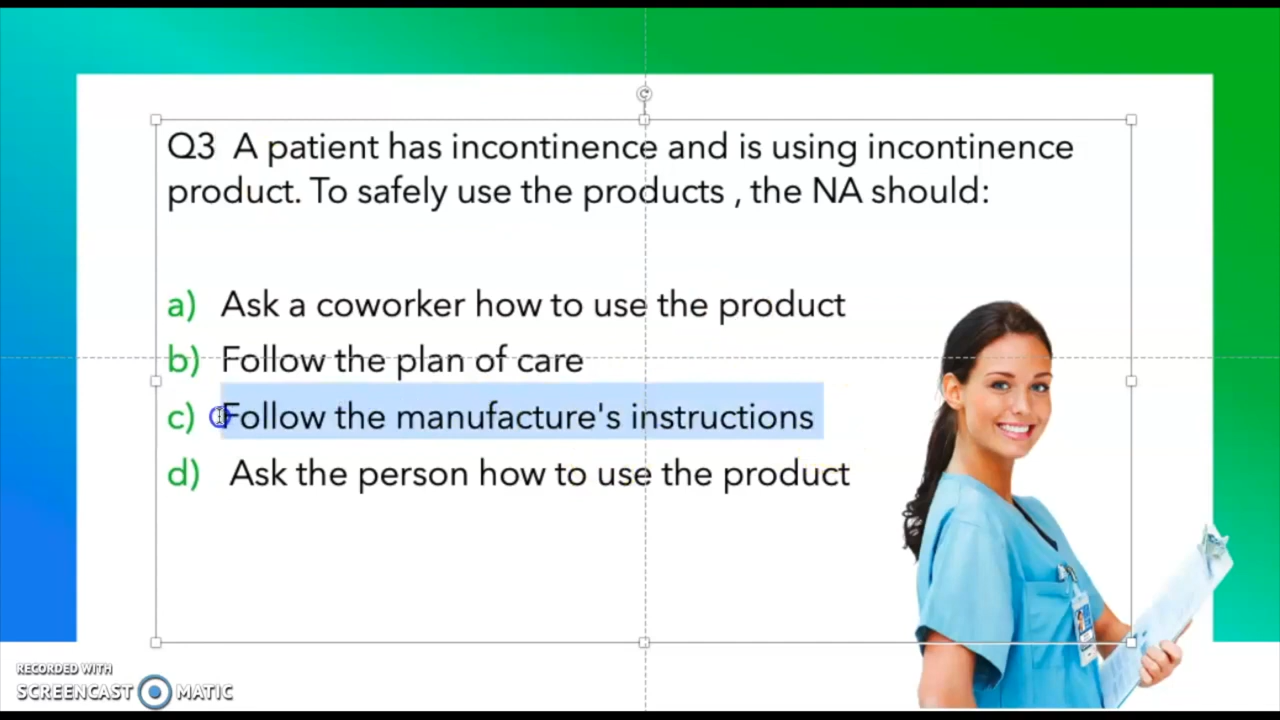 Q3 A patient has incontinence and is using incontinence
product. To safely use the products , the NA should:
a) Ask a coworker how to use the product
b) Follow the plan of care
c) Follow the manufacture's instructions
d) Ask the person how to use the product
RECORDED WITH
SCREENCAST MATIC